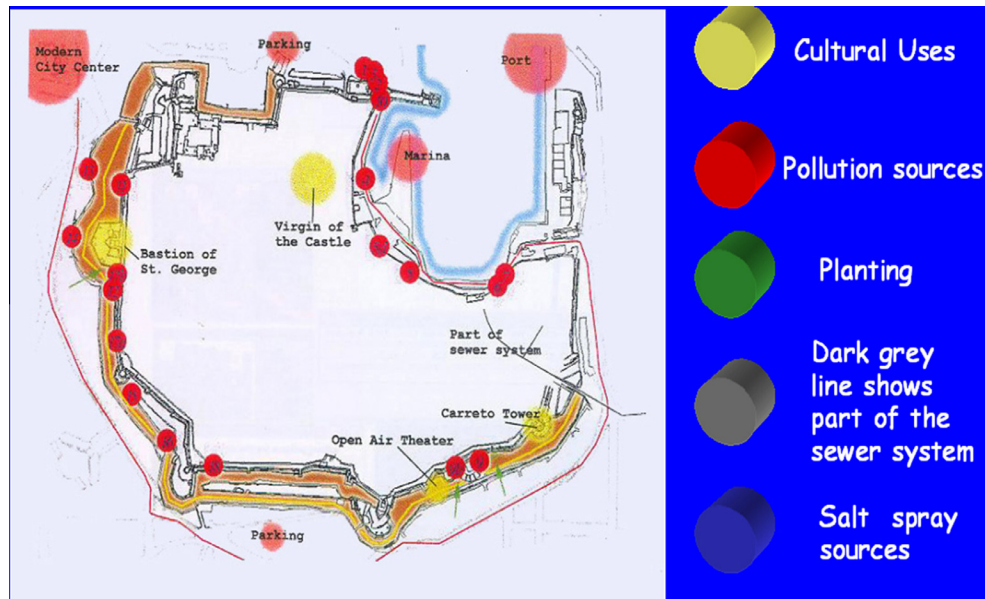 Modern
City Center
Parking
Port
Marina
Virgin of
the Castle
Bastion of
St. George
Part of
sewer system
Carreto Tower
Open Air Theater
Parking
Cultural Uses
Pollution sources
Planting
Dark grey
line shows
part of the
sewer system
Salt spray
sources